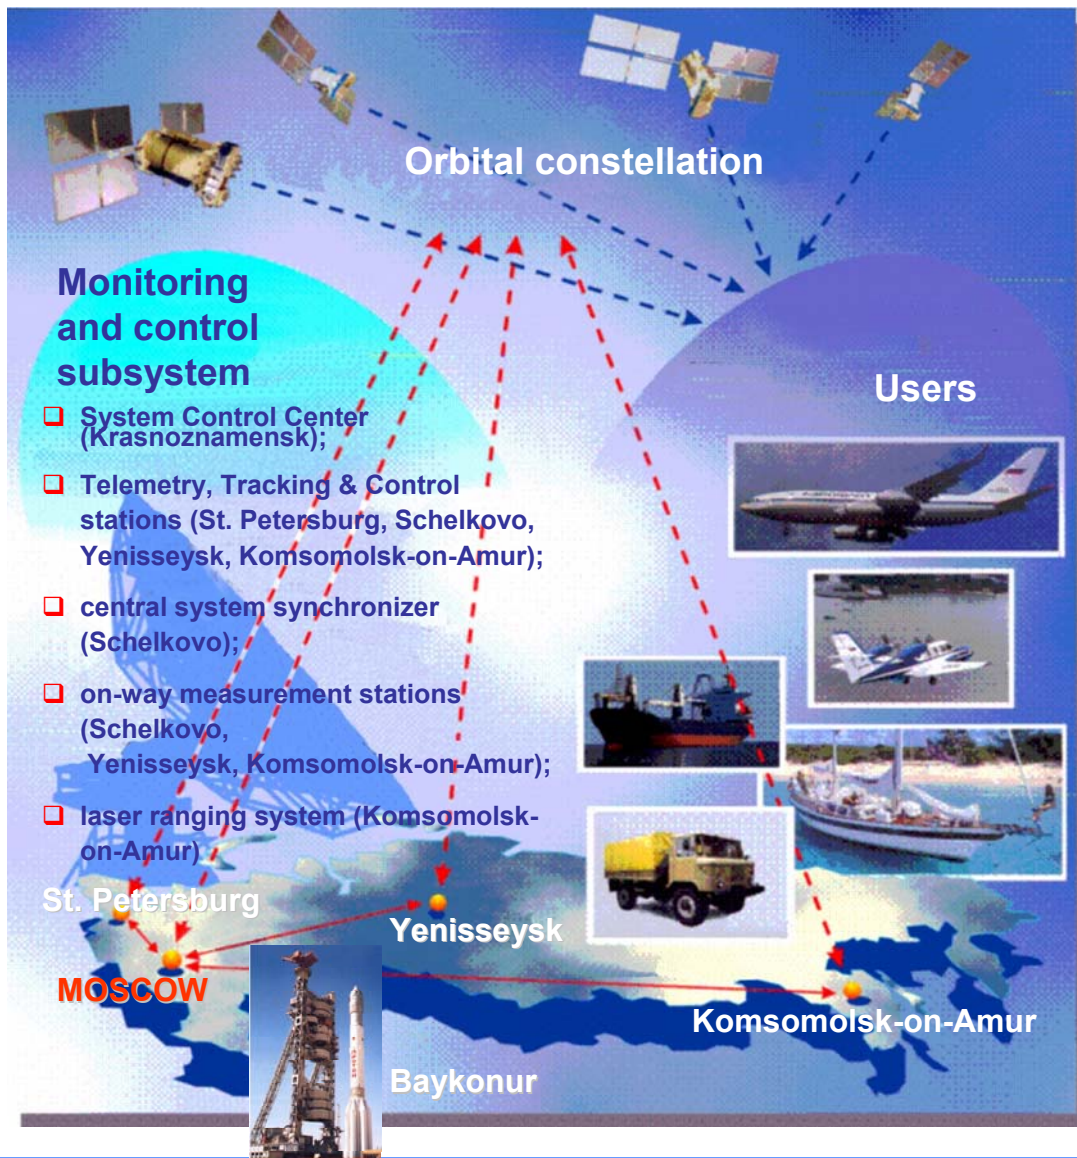 Orbital constellation
Monitoring
and control
subsystem
System Control Center
(Krasnoznamensk);
Telemetry, Tracking & Control
stations (St. Petersburg, Schelkovo,
Yenisseysk, Komsomolsk-on-Amur);
central system synchronizer
(Schelkovo);
on-way measurement stations
(Schelkovo,
Yenisseysk, Komsomolsk-on-Amur);
laser ranging system (Komsomolsk-
on-Amur)
Users
St. Petersburg
Yenisseysk
MOSCOW
Komsomolsk-on-Amur
Baykonur